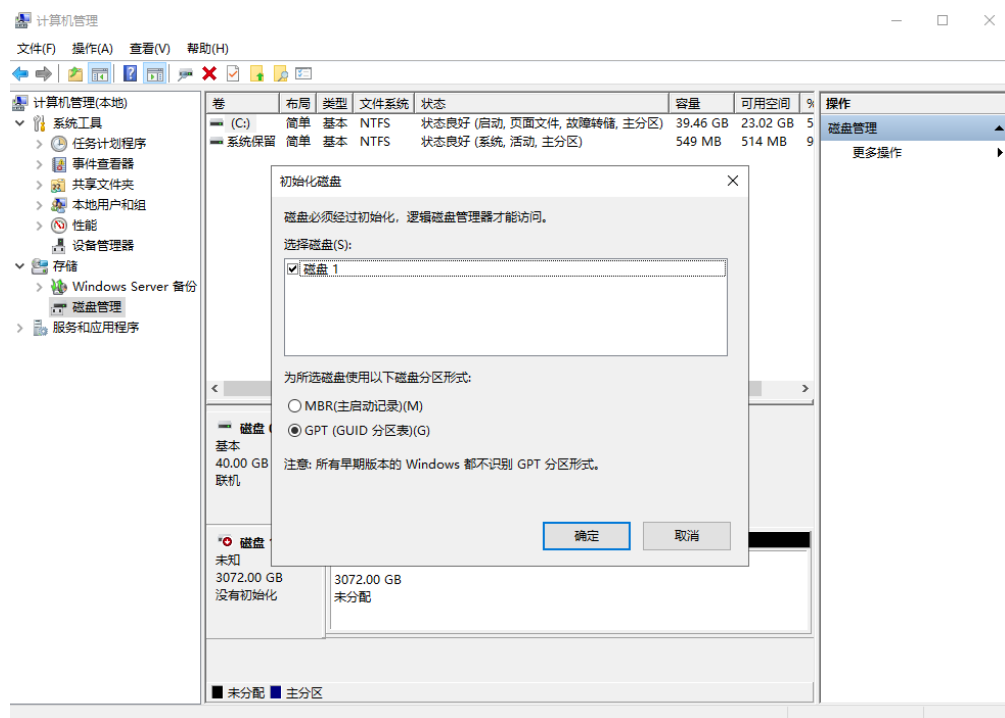 计算机管理
文件(F) 操作(A) 查看(V) 帮助(H)
计算机管理(本地)
系统工具
任务计划程序
事件查看器
共享文件夹
本地用户和组
性能
设备管理器
存储
Windows Server 备份
磁盘管理
服务和应用程序
卷 布局 类型 文件系统 状态 容量 可用空间 %
(C:) 简单 基本 NTFS 状态良好 (启动, 页面文件, 故障转储, 主分区) 39.46 GB 23.02 GB 5
系统保留 简单 基本 NTFS 状态良好 (系统, 活动, 主分区) 549 MB 514 MB 9
操作
磁盘管理
更多操作
初始化磁盘
磁盘必须经过初始化，逻辑磁盘管理器才能访问。
选择磁盘(S):
磁盘 1
为所选磁盘使用以下磁盘分区形式:
MBR(主启动记录)(M)
GPT (GUID 分区表)(G)
注意: 所有早期版本的 Windows 都不识别 GPT 分区形式。
确定 取消
磁盘
基本
40.00 GB
联机
磁盘
未知
3072.00 GB
没有初始化
3072.00 GB
未分配
未分配 主分区